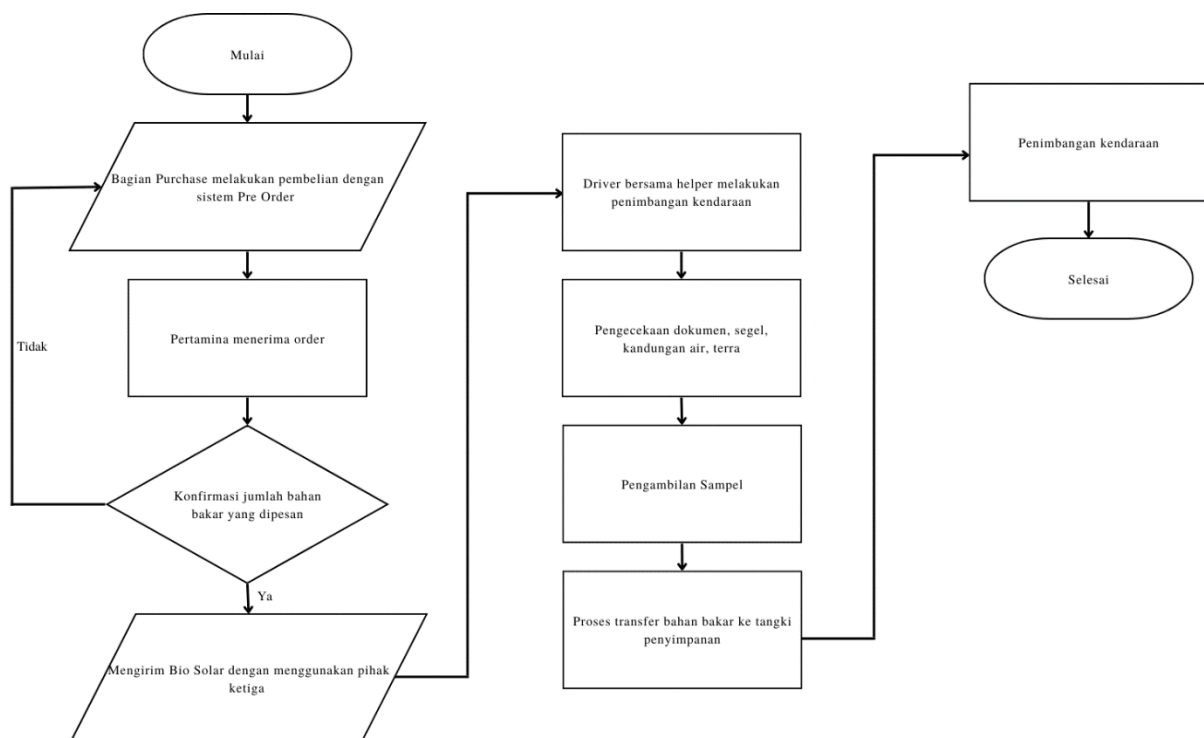 Mulai
Bagian Purchase melakukan pembelian dengan
sistem Pre Order
Pertamina menerima order
Tidak
Konfirmasi jumlah bahan
bakar yang dipesan
Ya
Mengirim Bio Solar dengan menggunakan pihak
ketiga
Driver bersama helper melakukan
penimbangan kendaraan
Pengecekaan dokumen, segel,
kandungan air, terra
Pengambilan Sampel
Proses transfer bahan bakar ke tangki
penyimpanan
Penimbangan kendaraan
Selesai